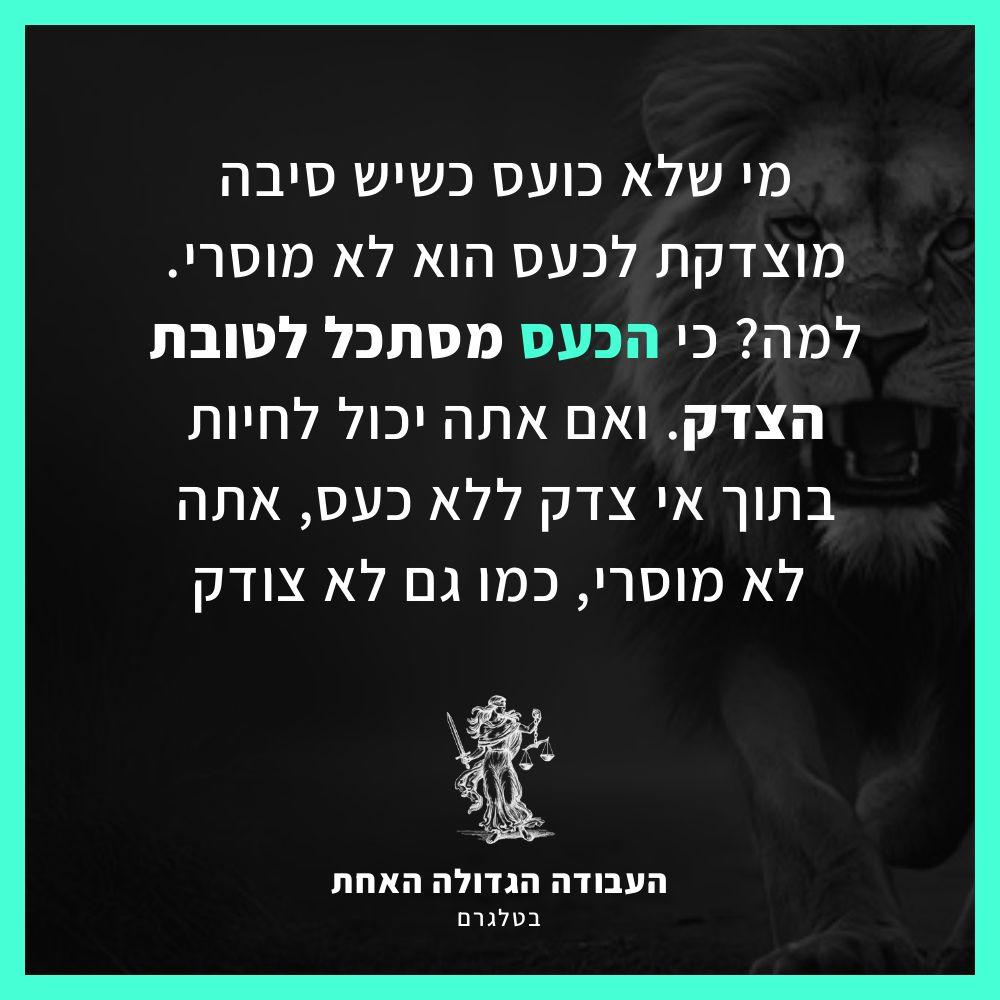 מי שלא כועס כשיש סיבה
מוצדקת לכעס הוא לא מוסרי.
למה? כי הכעס מסתכל לטובת
הצדק. ואם אתה יכול לחיות
בתוך אי צדק ללא כעס, אתה
לא מוסרי, כמו גם לא צודק
העבודה הגדולה האחת
בטלגרם